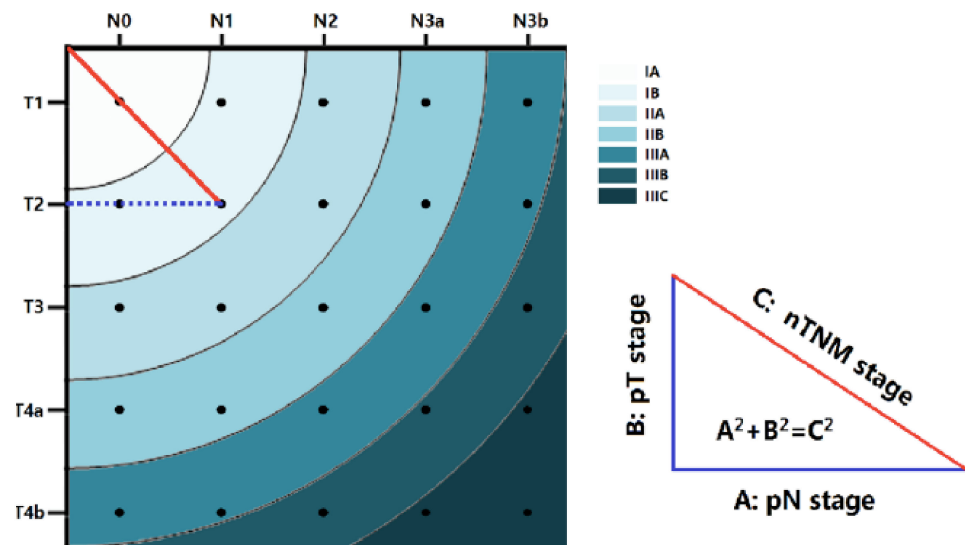 N0 N1 N2 N3a N3b
T1
T2
T3
T4a
T4b
IA
IB
IIA
IIB
IIIA
IIIB
IIIC
B: pT stage
C: nTNM stage
A²+B²=C²
A: pN stage